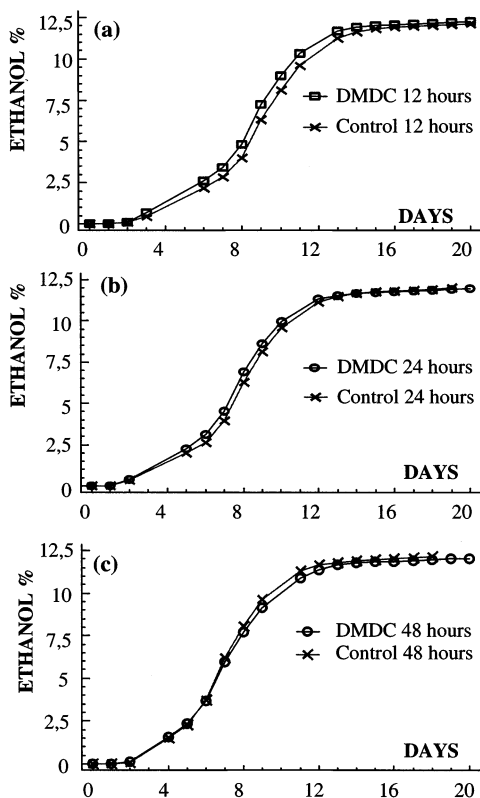 12,5
(a)
10
ETHANOL %
7,5
DMDC 12 hours
5
Control 12 hours
2,5
DAYS
0
0 4 8 12 16 20
12,5
(b)
10
ETHANOL %
7,5
DMDC 24 hours
5
Control 24 hours
2,5
DAYS
0
0 4 8 12 16 20
12,5
(c)
10
ETHANOL %
7,5
DMDC 48 hours
Control 48 hours
5
2,5
DAYS
0
0 4 8 12 16 20